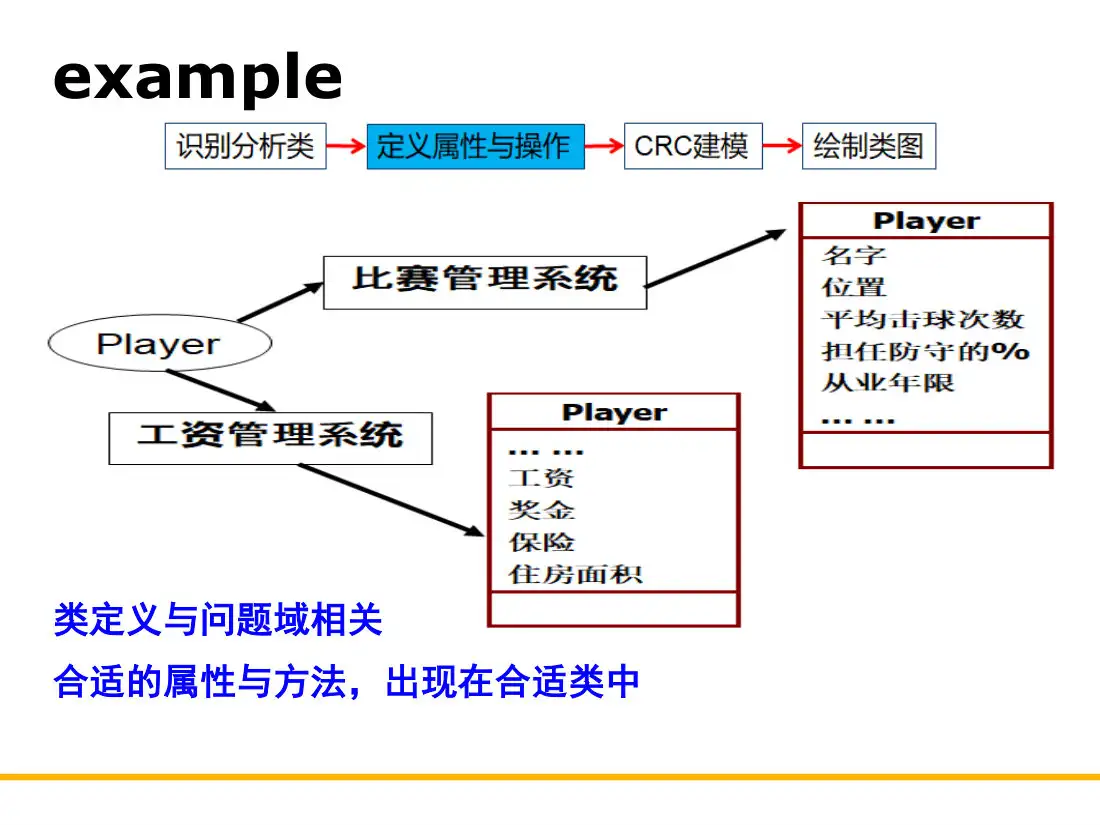 example
识别分析类
定义属性与操作
CRC建模
绘制类图
Player
比赛管理系统
工资管理系统
Player
名字
位置
平均击球次数
担任防守的%
从业年限
... ...
Player
... ...
工资
奖金
保险
住房面积
类定义与问题域相关
合适的属性与方法，出现在合适类中